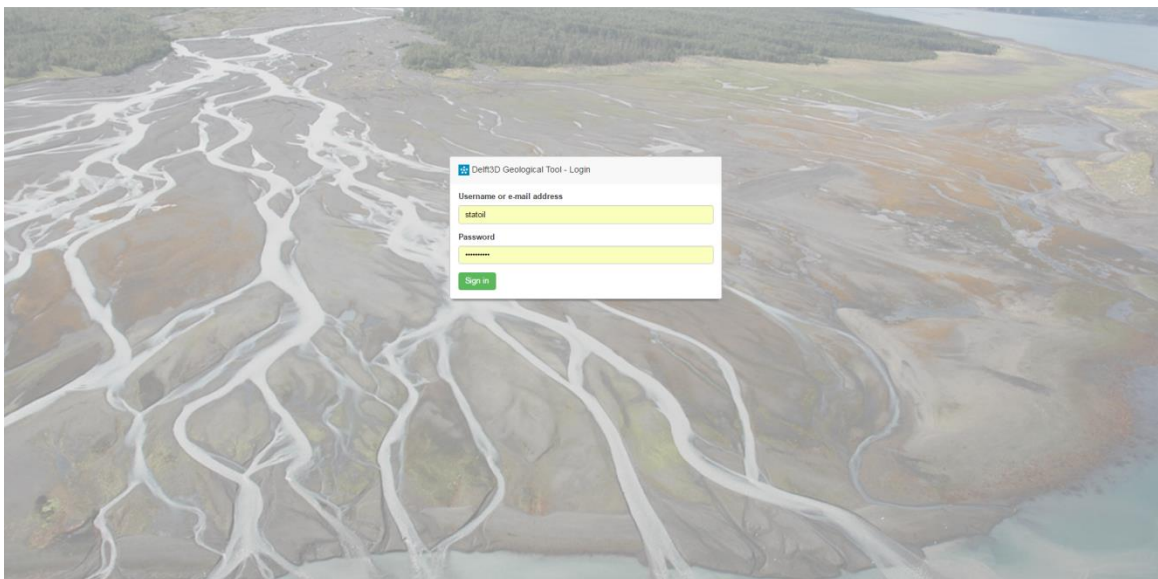 Delft3D Geological Tool - Login
Username or e-mail address
statoil
Password
••••••••••
Sign in